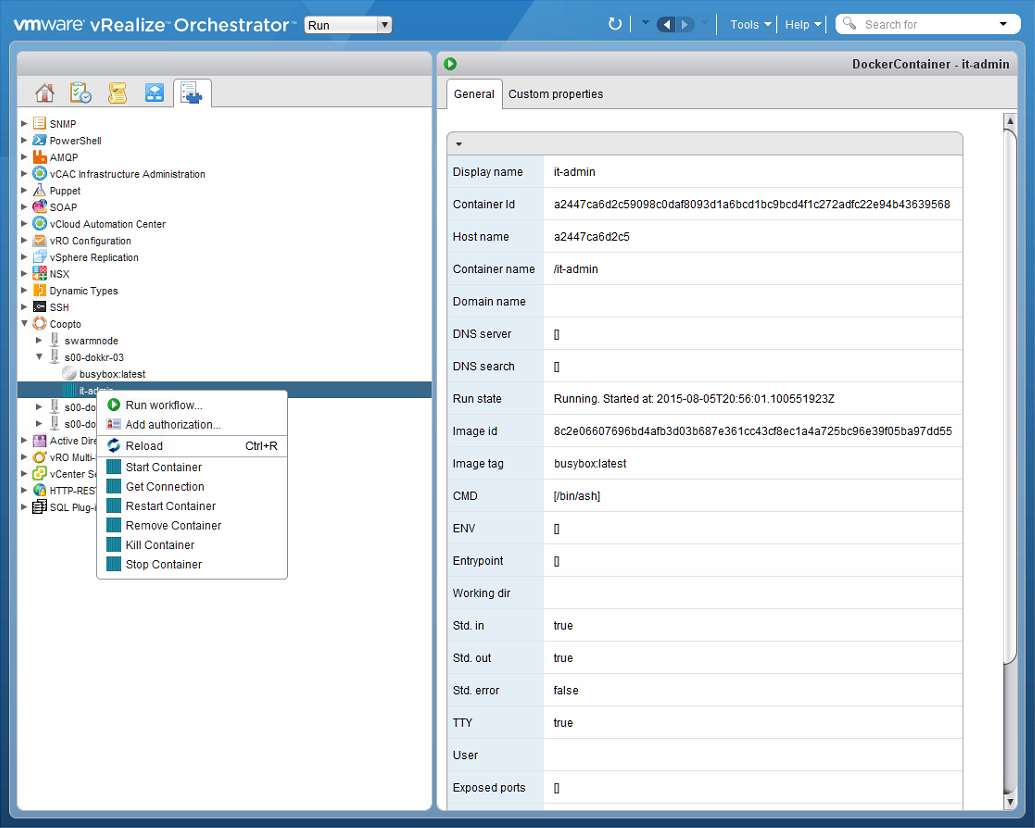 vmware vRealize™ Orchestrator™ Run Tools Help Search for
DockerContainer - it-admin
General Custom properties
SNMP
PowerShell
AMQP
vCAC Infrastructure Administration
Puppet
SOAP
vCloud Automation Center
vRO Configuration
vSphere Replication
NSX
Dynamic Types
SSH
Coopto
swarmnode
s00-dokkr-03
busybox:latest
it-admin
s00-do
s00-do
Active Dire
vRO Multi-
vCenter Se
HTTP-REST
SQL Plug-i
Run workflow...
Add authorization...
Reload Ctrl+R
Start Container
Get Connection
Restart Container
Remove Container
Kill Container
Stop Container
Display name it-admin
Container Id a2447ca6d2c59098c0daf8093d1a6bcd1bc9bcd4f1c272adfc22e94b43639568
Host name a2447ca6d2c5
Container name /it-admin
Domain name
DNS server []
DNS search []
Run state Running. Started at: 2015-08-05T20:56:01.100551923Z
Image id 8c2e06607696bd4afb3d03b687e361cc43cf8ec1a4a725bc96e39f05ba97dd55
Image tag busybox:latest
CMD [/bin/ash]
ENV []
Entrypoint []
Working dir
Std. in true
Std. out true
Std. error false
TTY true
User
Exposed ports []